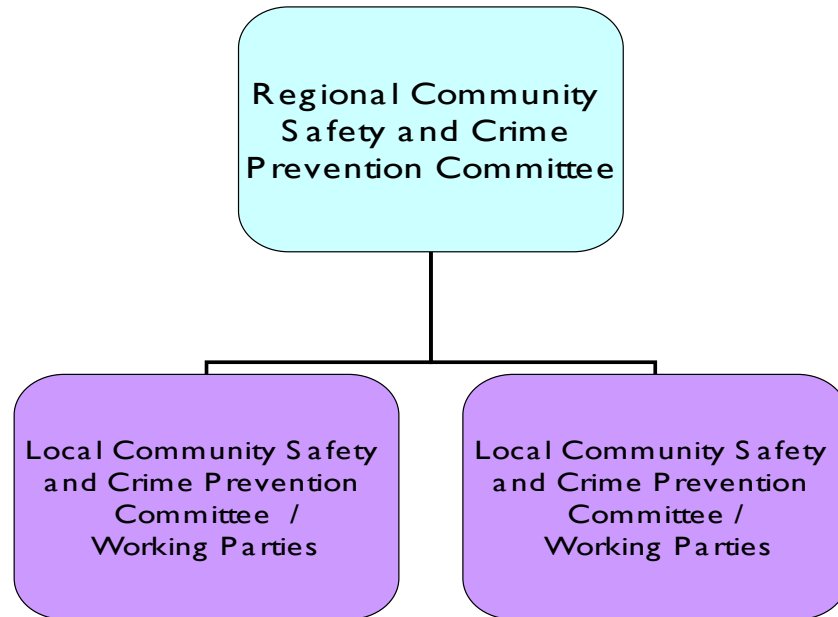 Regional Community
Safety and Crime
Prevention Committee
Local Community Safety
and Crime Prevention
Committee /
Working Parties
Local Community Safety
and Crime Prevention
Committee /
Working Parties